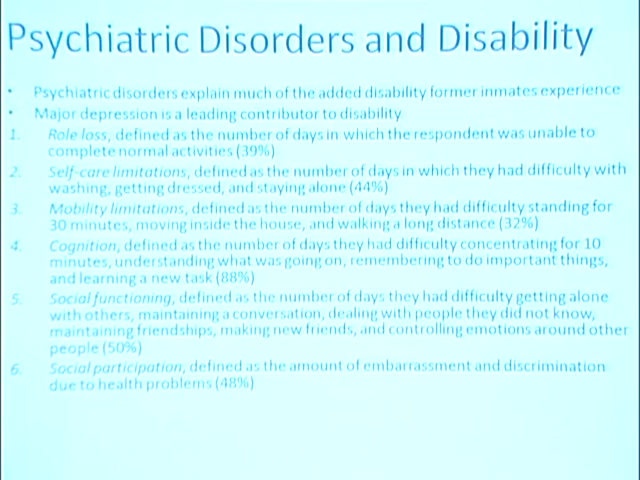 Psychiatric Disorders and Disability
• Psychiatric disorders explain much of the added disability former inmates experience
• Major depression is a leading contributor to disability
1. Role loss, defined as the number of days in which the respondent was unable to
complete normal activities (39%)
2. Self-care limitations, defined as the number of days in which they had difficulty with
washing, getting dressed, and staying alone (44%)
3. Mobility limitations, defined as the number of days they had difficulty standing for
30 minutes, moving inside the house, and walking a long distance (32%)
4. Cognition, defined as the number of days they had difficulty concentrating for 10
minutes, understanding what was going on, remembering to do important things,
and learning a new task (88%)
5. Social functioning, defined as the number of days they had difficulty getting alone
with others, maintaining a conversation, dealing with people they did not know,
maintaining friendships, making new friends, and controlling emotions around other
people (50%)
6. Social participation, defined as the amount of embarrassment and discrimination
due to health problems (48%)